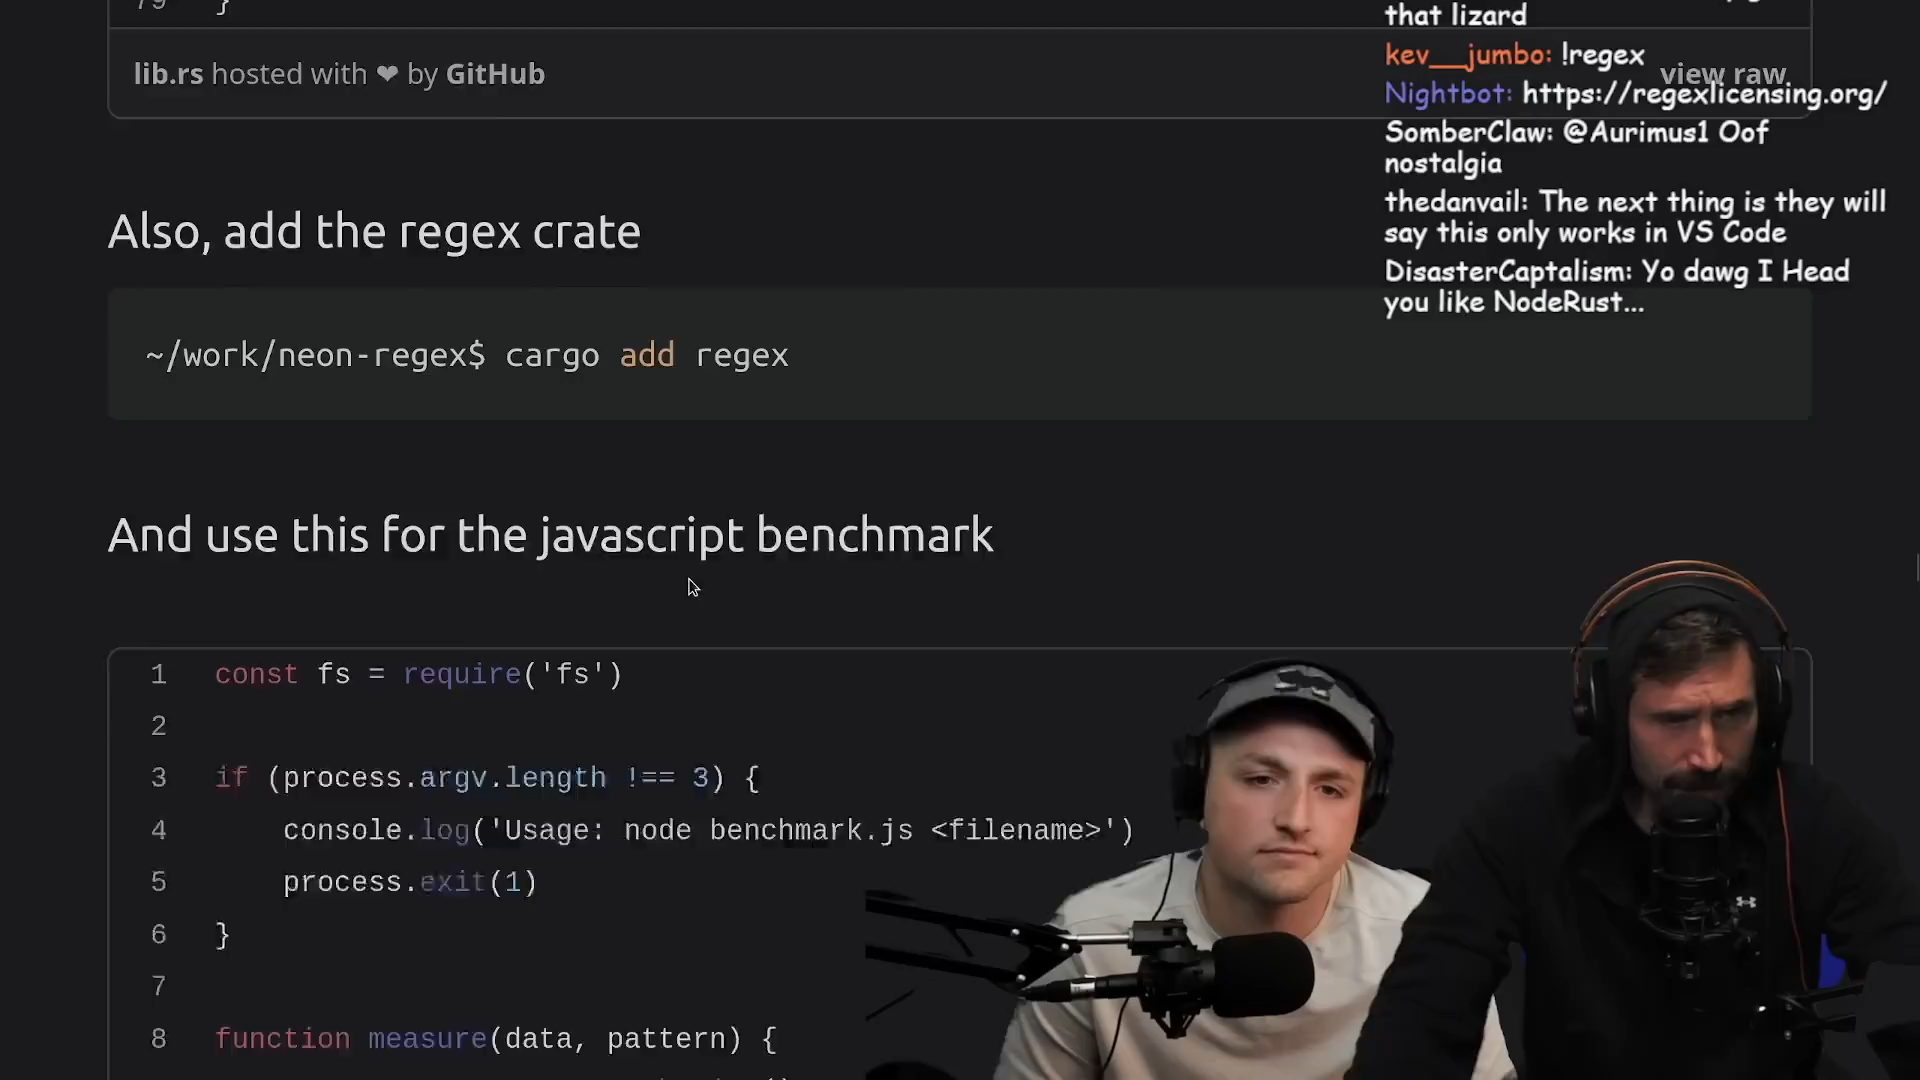 79 }
lib.rs hosted with ❤ by GitHub
view raw
Also, add the regex crate
~/work/neon-regex$ cargo add regex
And use this for the javascript benchmark
1 const fs = require('fs')
2
3 if (process.argv.length !== 3) {
4 console.log('Usage: node benchmark.js <filename>')
5 process.exit(1)
6 }
7
8 function measure(data, pattern) {
that lizard
kev__jumbo: !regex
Nightbot: https://regexlicensing.org/
SomberClaw: @Aurimus1 Oof
nostalgia
thedanvail: The next thing is they will
say this only works in VS Code
DisasterCaptalism: Yo dawg I Head
you like NodeRust...